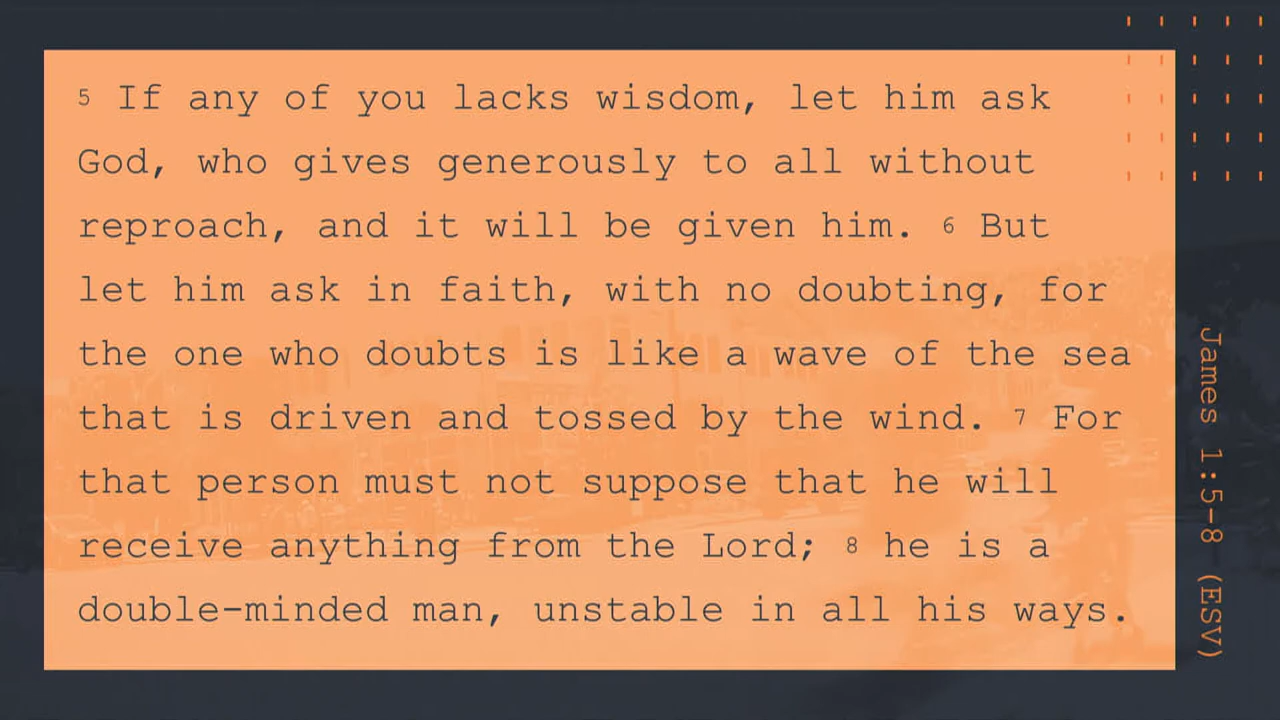 5 If any of you lacks wisdom, let him ask
God, who gives generously to all without
reproach, and it will be given him. 6 But
let him ask in faith, with no doubting, for
the one who doubts is like a wave of the sea
that is driven and tossed by the wind. 7 For
that person must not suppose that he will
receive anything from the Lord; 8 he is a
double-minded man, unstable in all his ways.
James 1:5-8 (ESV)